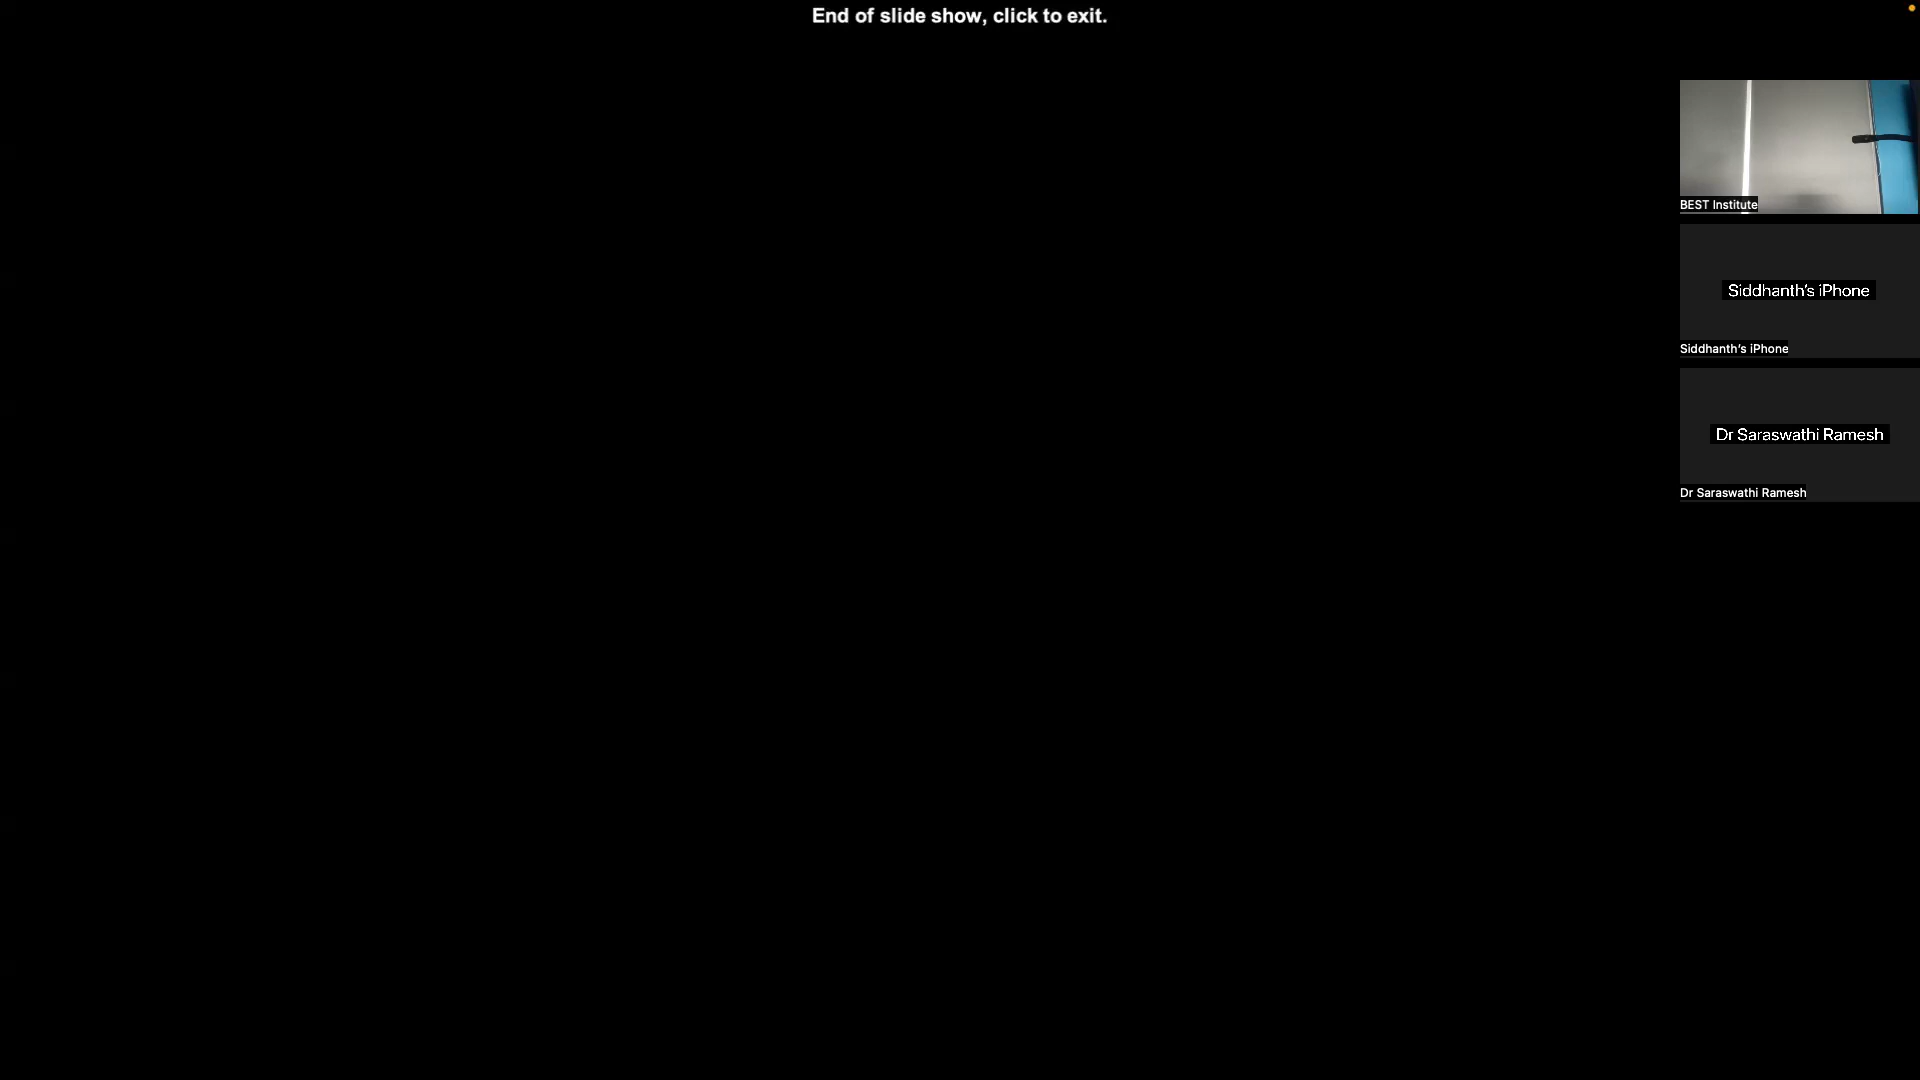 End of slide show, click to exit.
BEST Institute
Siddhanth's iPhone
Siddhanth's iPhone
Dr Saraswathi Ramesh
Dr Saraswathi Ramesh